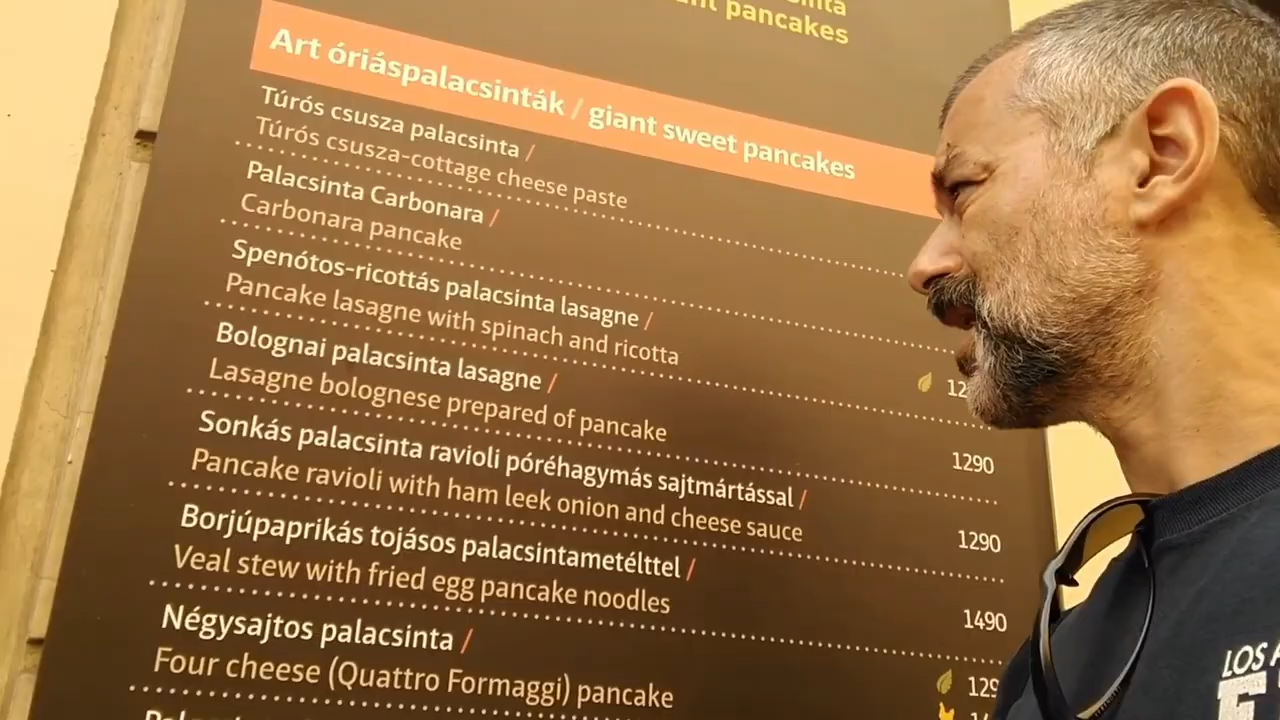 pancakes
Art óriáspalacsinták / giant sweet pancakes
Túrós csusza palacsinta /
Túrós csusza-cottage cheese paste
Palacsinta Carbonara /
Carbonara pancake
Spenótos-ricottás palacsinta lasagne /
Pancake lasagne with spinach and ricotta
Bolognai palacsinta lasagne /
Lasagne bolognese prepared of pancake
1290
Sonkás palacsinta ravioli póréhagymás sajtmártással /
Pancake ravioli with ham leek onion and cheese sauce
1290
Borjúpaprikás tojásos palacsintametélttel /
Veal stew with fried egg pancake noodles
1490
Négysajtos palacsinta /
Four cheese (Quattro Formaggi) pancake
129
LOS